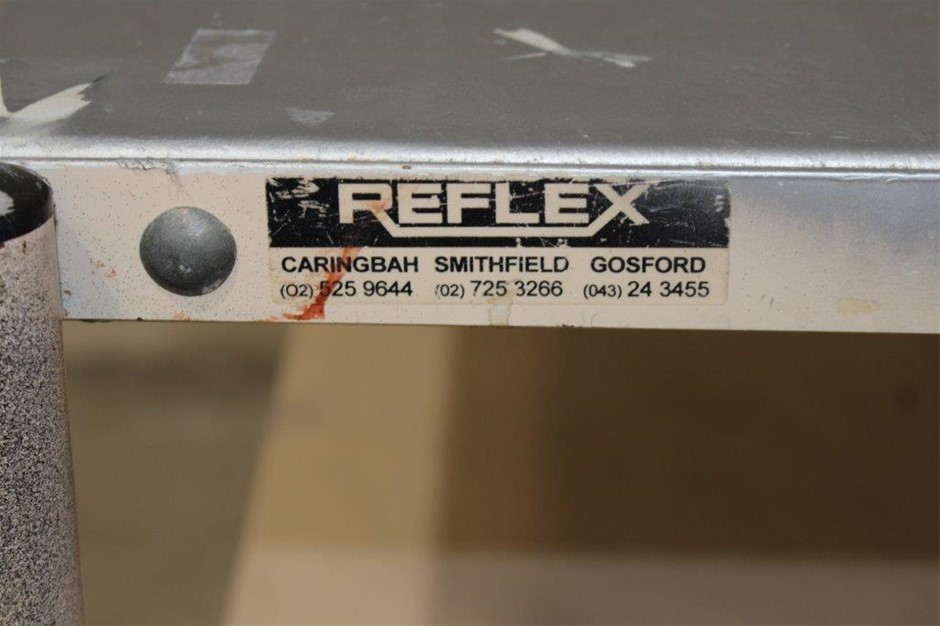 REFLEX
CARINGBAH SMITHFIELD GOSFORD
(02) 525 9644 (02) 725 3266 (043) 24 3455